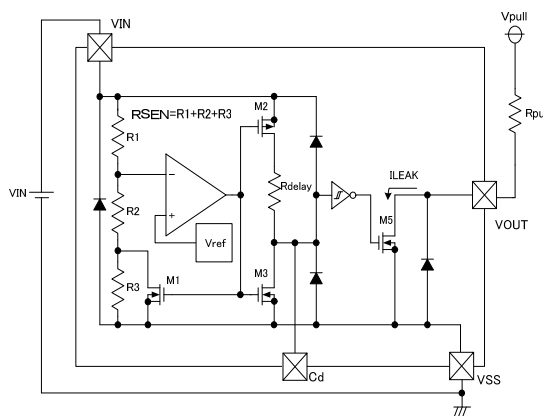 VIN
Vpull
RSEN=R1+R2+R3
M2
R1
Rpull
VIN
R2
Rdelay
ILEAK
Vref
M5
VOUT
R3
M1
M3
Cd
VSS